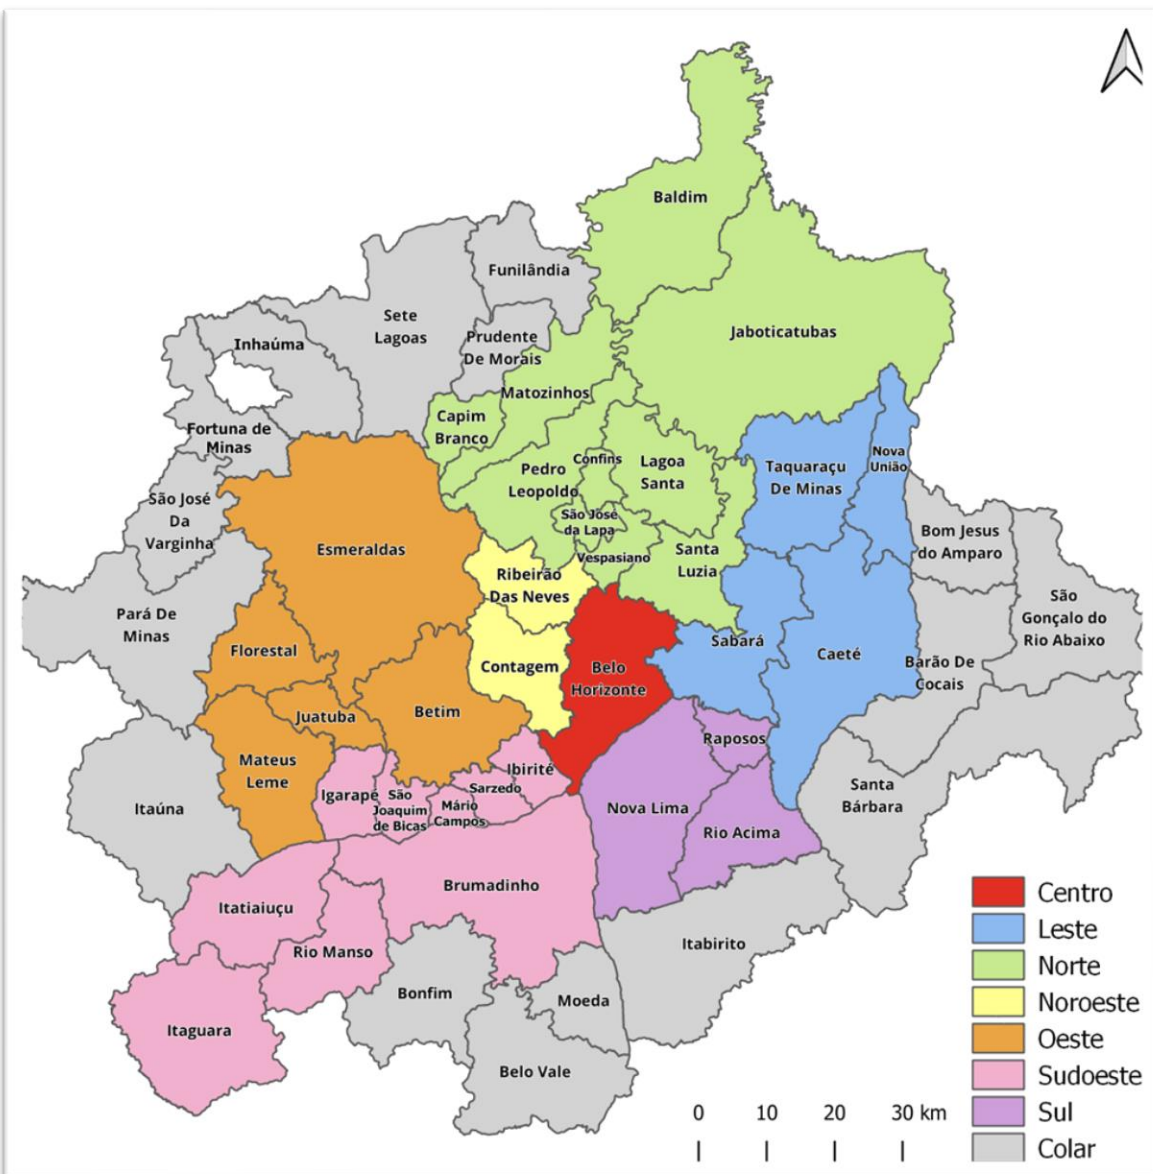 Baldim
Funilândia
Sete
Lagoas
Jaboticatubas
Inhaúma
Prudente
De Morais
Matozinhos
Capim
Branco
Fortuna de
Minas
Nova
União
Confins
Pedro
Leopoldo
Lagoa
Santa
Taquaraçu
De Minas
São José
Da
Varginha
São José
da Lapa
Bom Jesus
do Amparo
Esmeraldas
Vespasiano
Santa
Luzia
Ribeirão
Das Neves
São
Gonçalo do
Rio Abaixo
Pará De
Minas
Florestal
Contagem
Belo
Horizonte
Sabará
Caeté
Barão De
Cocais
Juatuba
Betim
Raposos
Mateus
Leme
Ibirité
Sarzedo
Igarapé
São
Joaquim
de Bicas
Mário
Campos
Itaúna
Nova Lima
Rio Acima
Santa
Bárbara
Brumadinho
Itatiaiuçu
Rio Manso
Itabirito
Bonfim
Moeda
Itaguara
Belo Vale
Centro
Leste
Norte
Noroeste
Oeste
Sudoeste
Sul
Colar
0 10 20 30 km